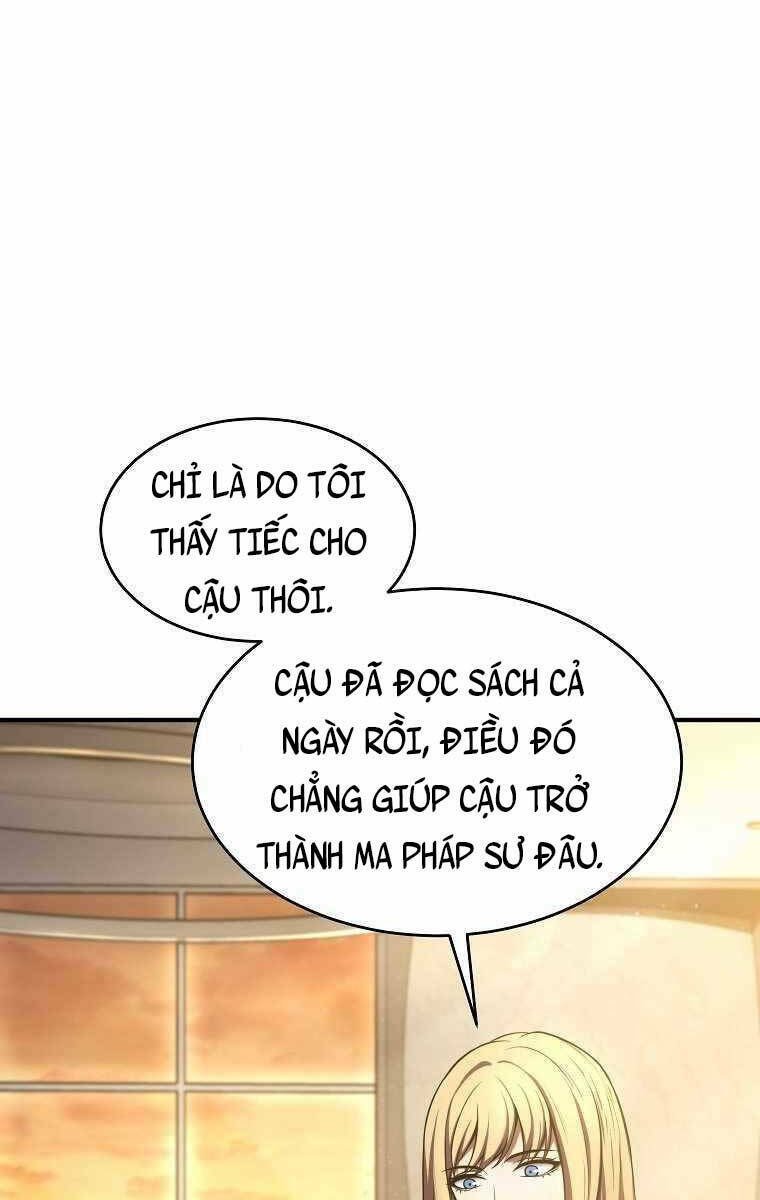 CHỈ LÀ DO TÔI
THẤY TIẾC CHO
CẬU THÔI.
CẬU ĐÃ ĐỌC SÁCH CẢ
NGÀY RỒI, ĐIỀU ĐÓ
CHẲNG GIÚP CẬU TRỞ
THÀNH MA PHÁP SƯ ĐÂU.